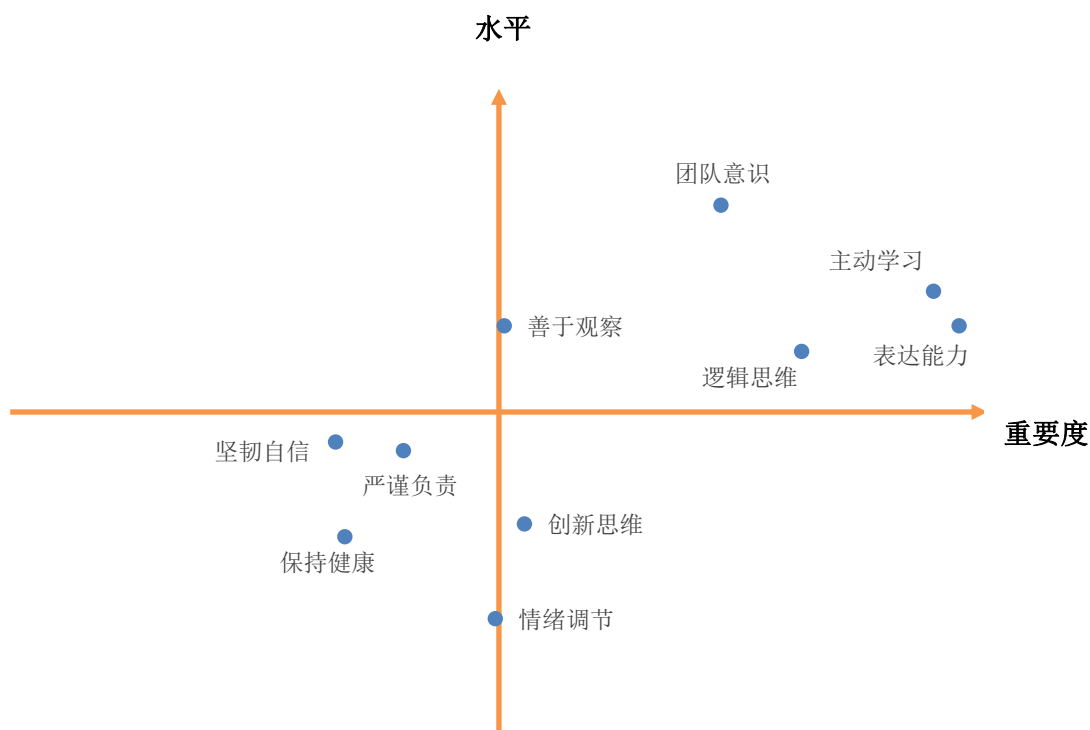 水平
团队意识
主动学习
善于观察
表达能力
逻辑思维
重要度
坚韧自信
严谨负责
创新思维
保持健康
情绪调节